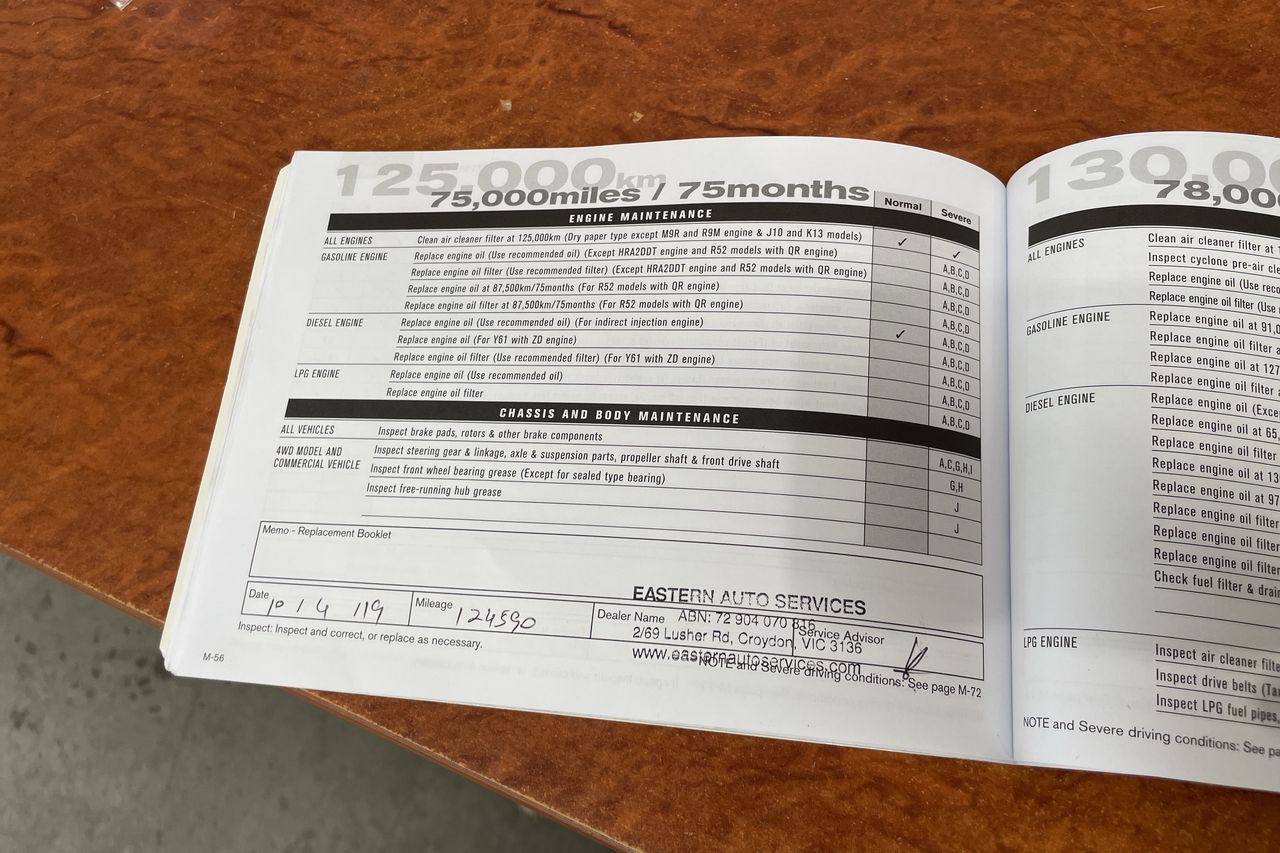 125,000km
75,000miles / 75months
Normal Severe
ENGINE MAINTENANCE
ALL ENGINES Clean air cleaner filter at 125,000km (Dry paper type except M9R and R9M engine & J10 and K13 models) ✓ ✓
GASOLINE ENGINE Replace engine oil (Use recommended oil) (Except HRA2DDT engine and R52 models with QR engine) A,B,C,D
Replace engine oil filter (Use recommended filter) (Except HRA2DDT engine and R52 models with QR engine) A,B,C,D
Replace engine oil at 87,500km/75months (For R52 models with QR engine) A,B,C,D
Replace engine oil filter at 87,500km/75months (For R52 models with QR engine) A,B,C,D
DIESEL ENGINE Replace engine oil (Use recommended oil) (For indirect injection engine) ✓ A,B,C,D
Replace engine oil (For Y61 with ZD engine) A,B,C,D
Replace engine oil filter (Use recommended filter) (For Y61 with ZD engine) A,B,C,D
LPG ENGINE Replace engine oil (Use recommended oil) A,B,C,D
Replace engine oil filter A,B,C,D
CHASSIS AND BODY MAINTENANCE
ALL VEHICLES Inspect brake pads, rotors & other brake components A,C,G,H,I
4WD MODEL AND COMMERCIAL VEHICLE Inspect steering gear & linkage, axle & suspension parts, propeller shaft & front drive shaft G,H
Inspect front wheel bearing grease (Except for sealed type bearing) J
Inspect free-running hub grease J
Memo - Replacement Booklet
Date 10/4/19 Mileage 124590 Dealer Name Service Advisor
EASTERN AUTO SERVICES
ABN: 72 904 070 816
2/69 Lusher Rd, Croydon, VIC 3136
www.easternautoservices.com
Inspect: Inspect and correct, or replace as necessary.
NOTE and Severe driving conditions: See page M-72
M-56
130,0
78,00
ALL ENGINES Clean air cleaner filter at 1
Inspect cyclone pre-air cle
Replace engine oil (Use reco
Replace engine oil filter (Use
GASOLINE ENGINE Replace engine oil at 91,0
Replace engine oil filter a
Replace engine oil at 127
Replace engine oil filter
DIESEL ENGINE Replace engine oil (Exce
Replace engine oil at 65,
Replace engine oil filter
Replace engine oil at 13
Replace engine oil at 97
Replace engine oil filter
Replace engine oil filter
Replace engine oil filter
Check fuel filter & drain
LPG ENGINE Inspect air cleaner filte
Inspect drive belts (Ta
Inspect LPG fuel pipes,
NOTE and Severe driving conditions: See pa